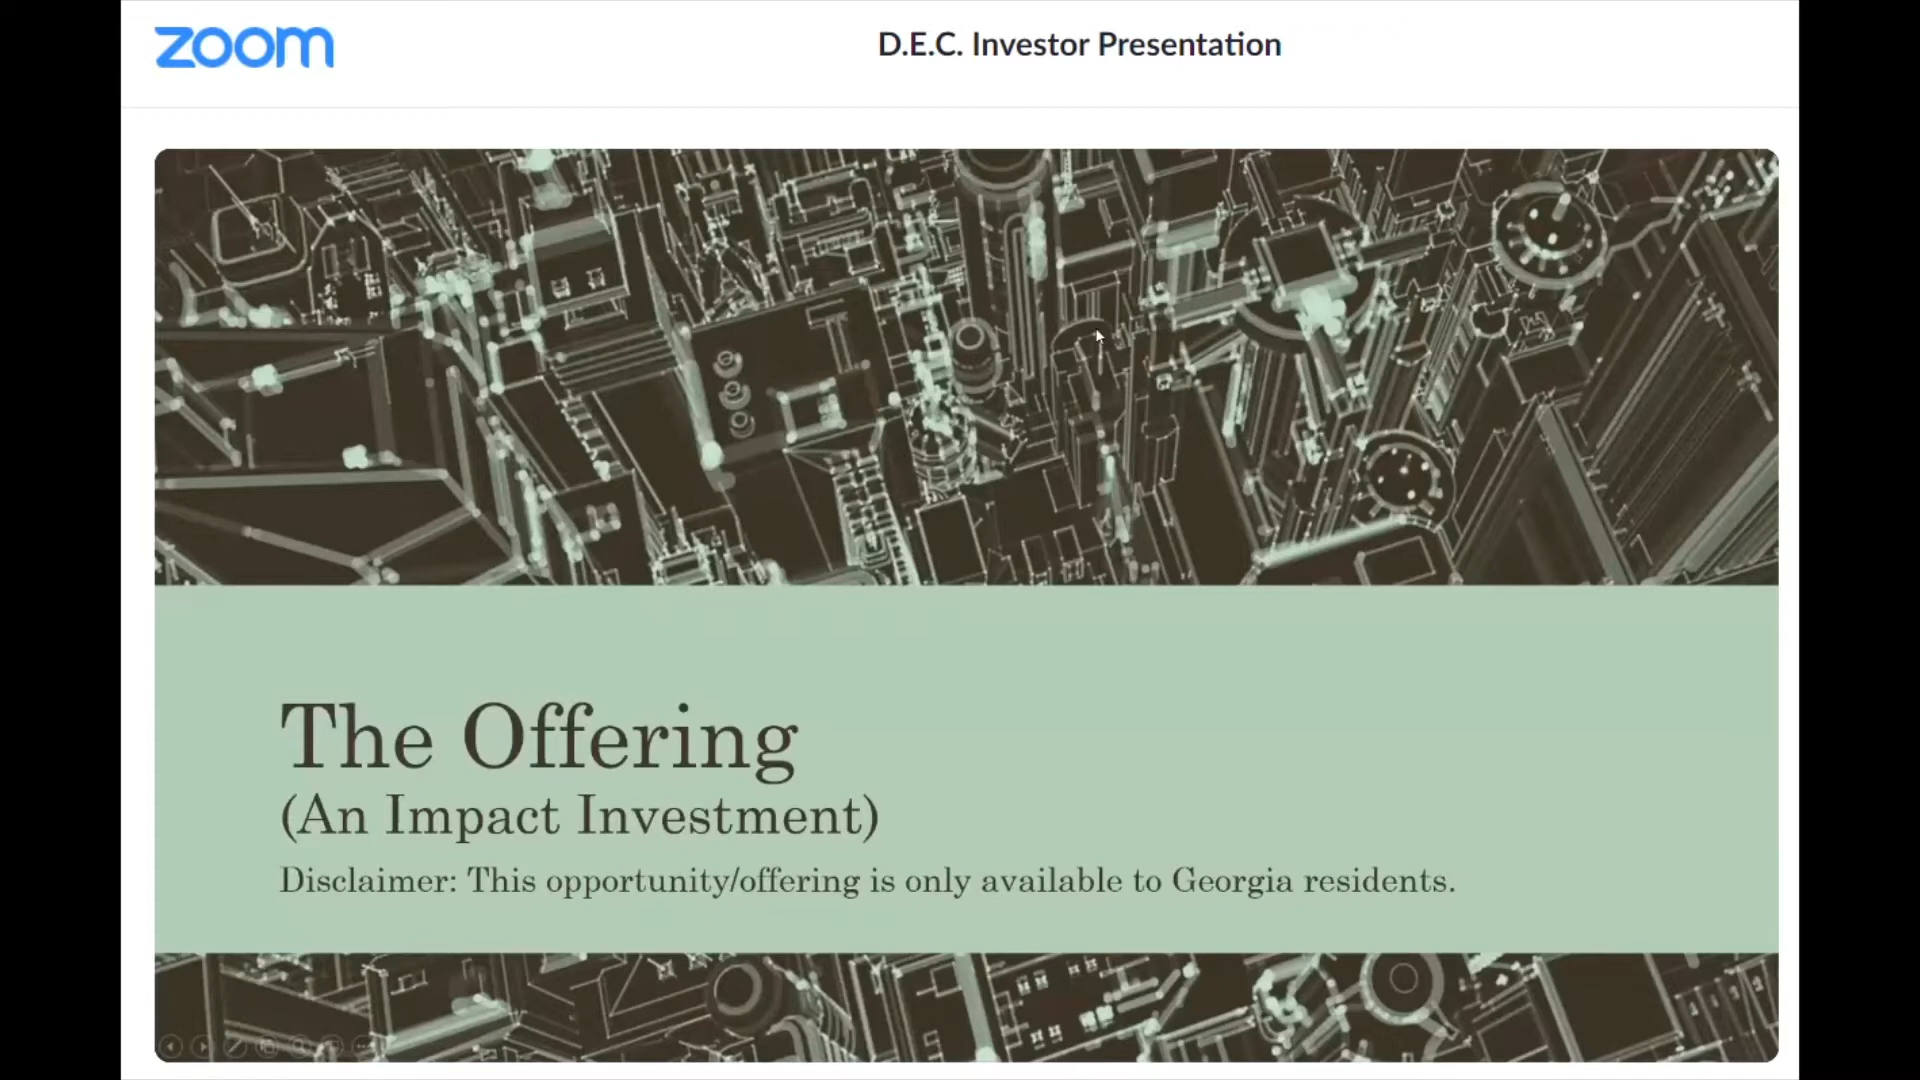 zoom
D.E.C. Investor Presentation
The Offering
(An Impact Investment)
Disclaimer: This opportunity/offering is only available to Georgia residents.